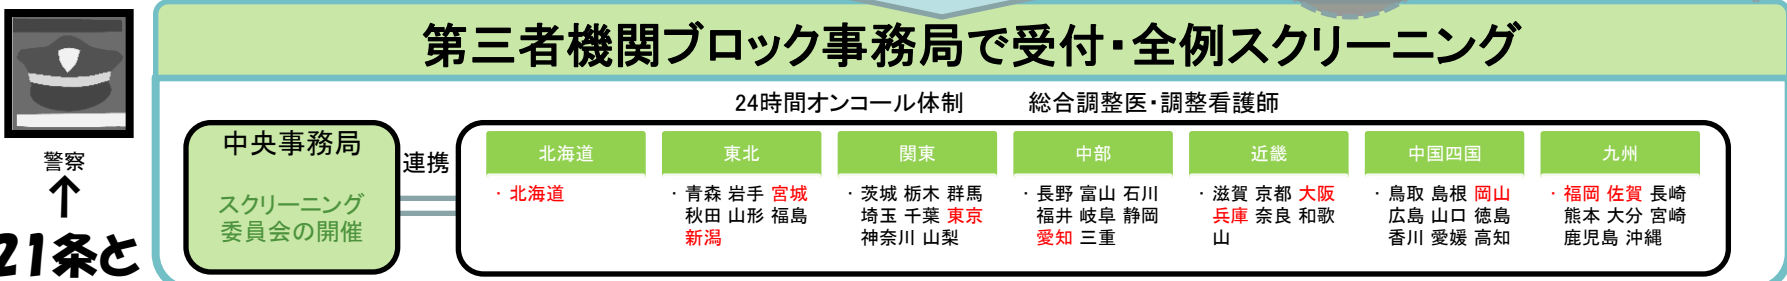 第三者機関ブロック事務局で受付・全例スクリーニング
24時間オンコール体制　　総合調整医・調整看護師
警察
↑
21条と
中央事務局
スクリーニング
委員会の開催
連携
北海道
・北海道
東北
・青森 岩手 宮城
秋田 山形 福島
新潟
関東
・茨城 栃木 群馬
埼玉 千葉 東京
神奈川 山梨
中部
・長野 富山 石川
福井 岐阜 静岡
愛知 三重
近畿
・滋賀 京都 大阪
兵庫 奈良 和歌
山
中国四国
・鳥取 島根 岡山
広島 山口 徳島
香川 愛媛 高知
九州
・福岡 佐賀 長崎
熊本 大分 宮崎
鹿児島 沖縄